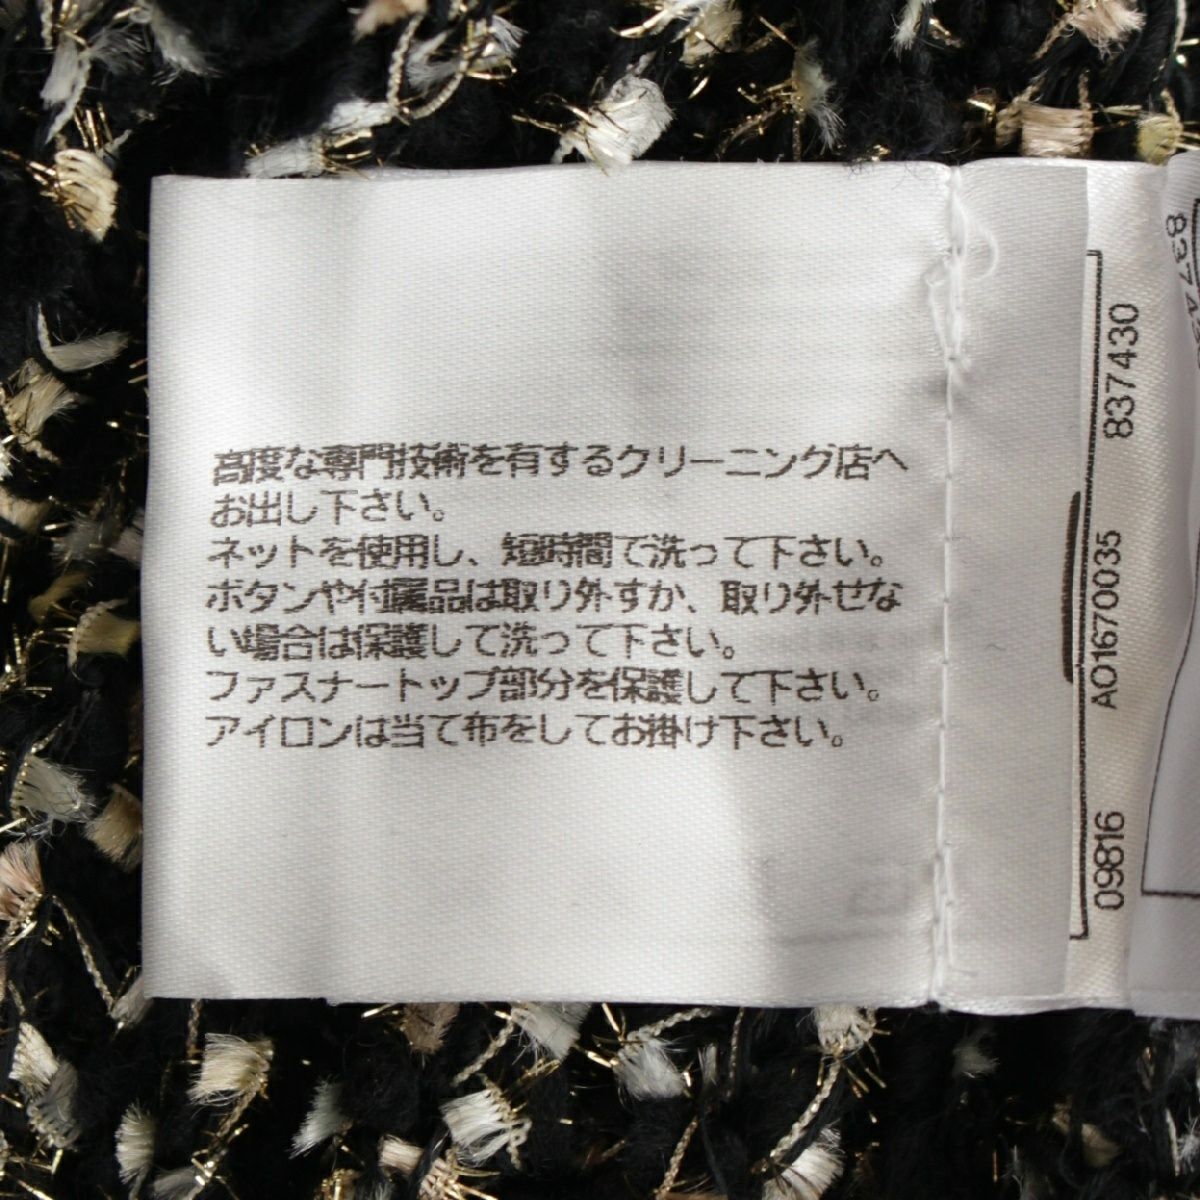 高度な専門技術を有するクリーニング店へ
お出し下さい。
ネットを使用し、短時間で洗って下さい。
ボタンや付属品は取り外すか、取り外せな
い場合は保護して洗って下さい。
ファスナートップ部分を保護して下さい。
アイロンは当て布をしてお掛け下さい。
09816 AO1670035 837430